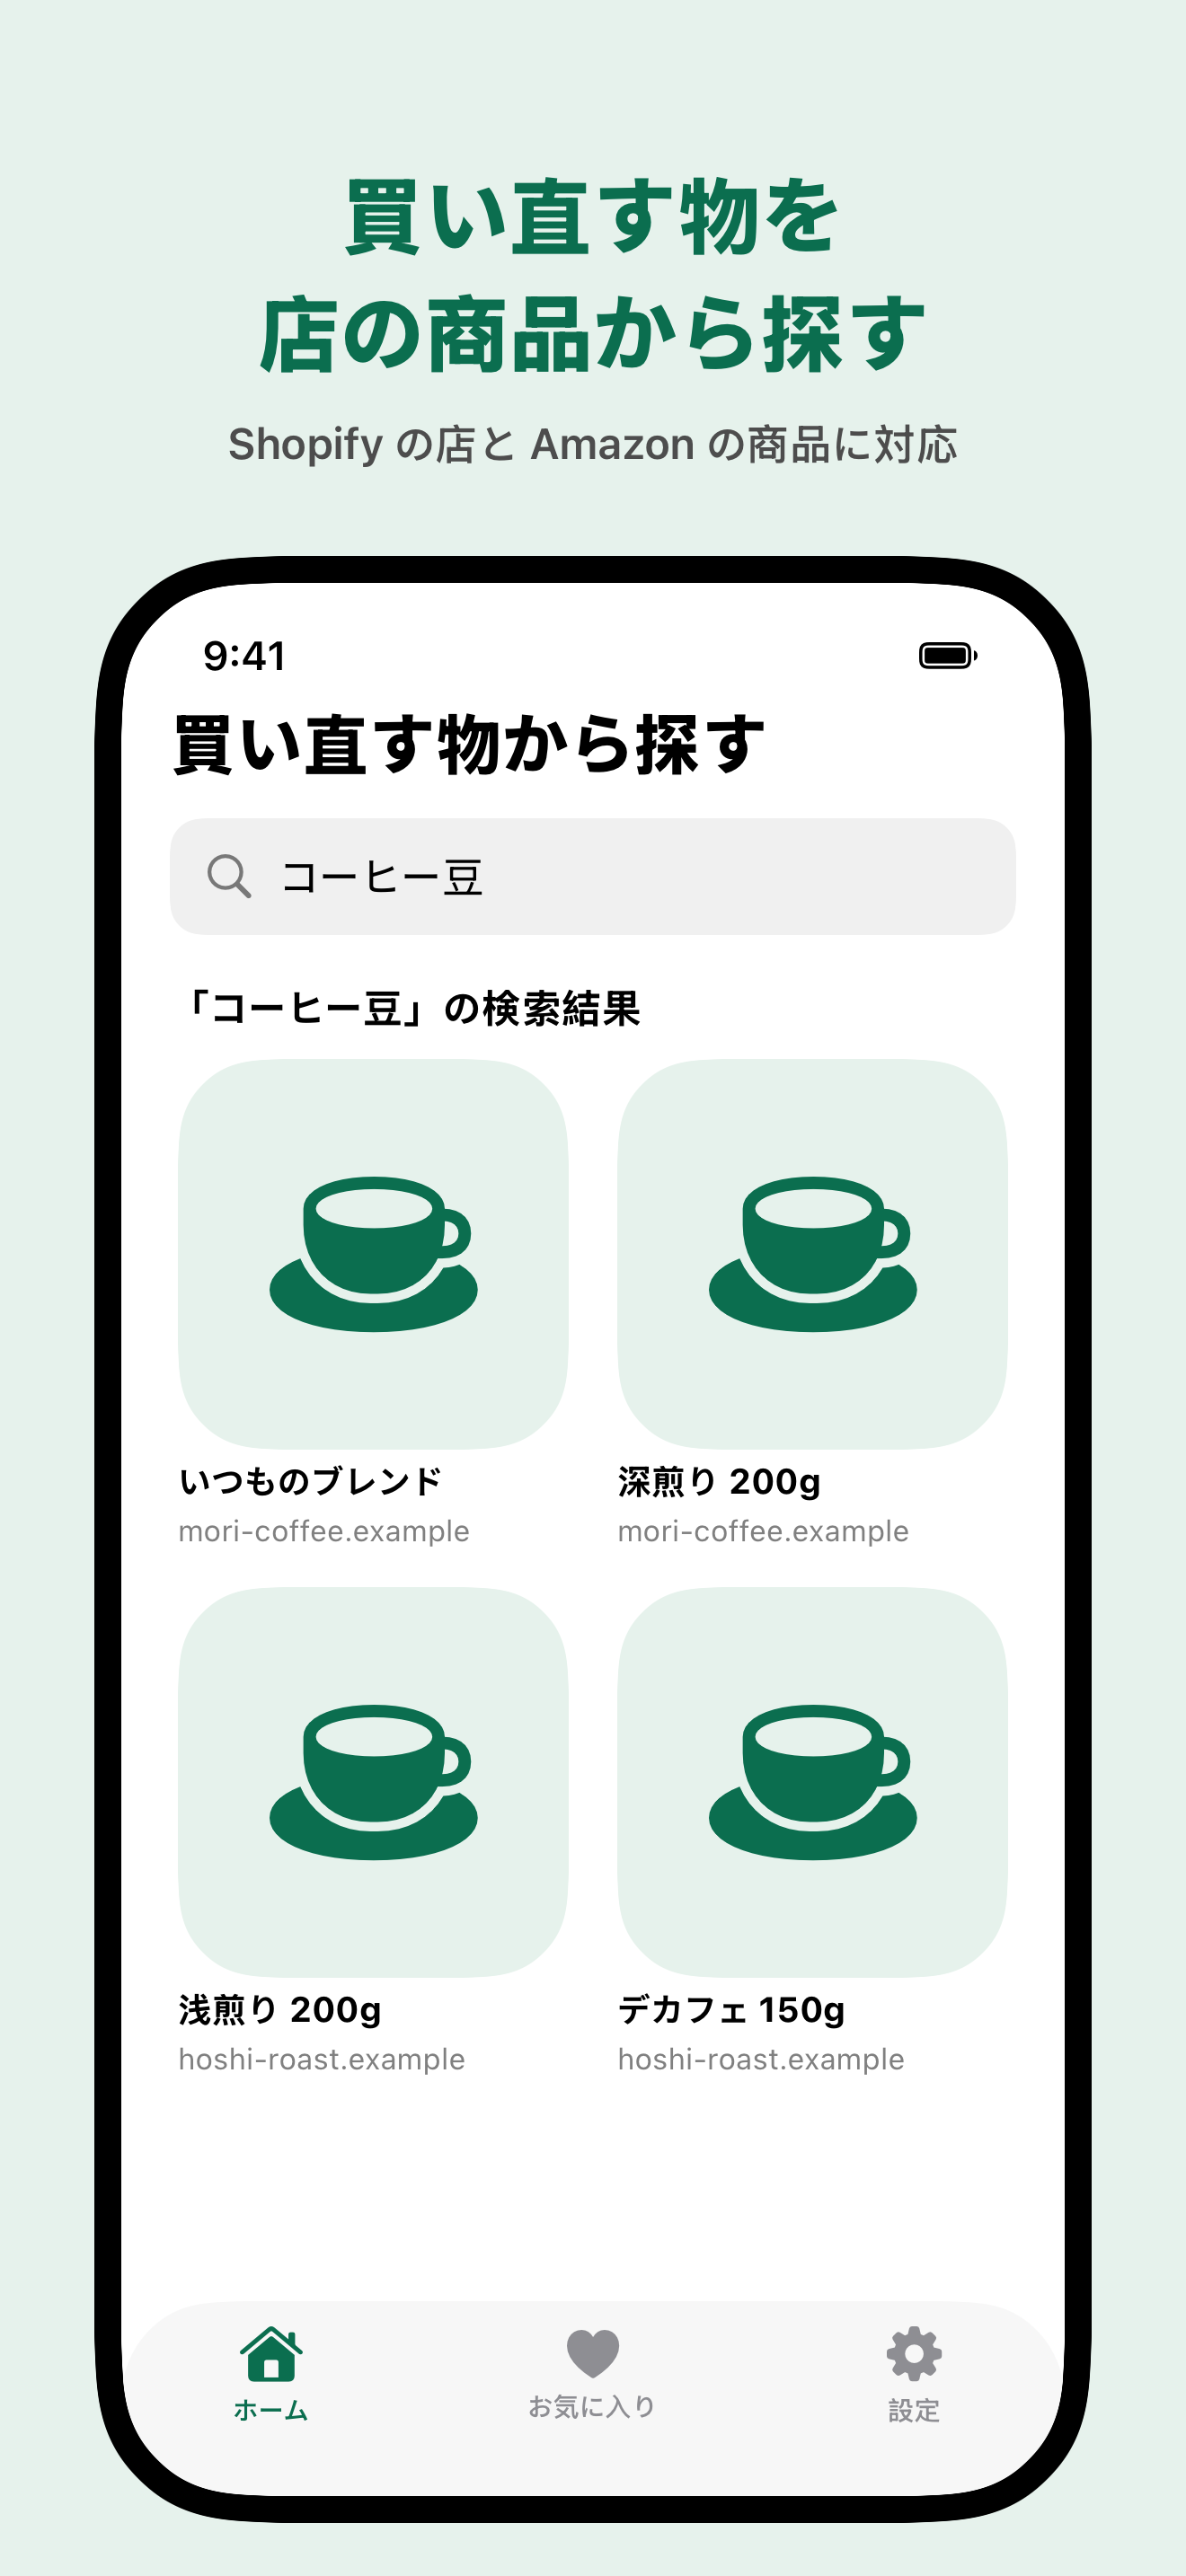 買い直す物を
店の商品から探す
Shopify の店と Amazon の商品に対応
9:41
買い直す物から探す
コーヒー豆
「コーヒー豆」の検索結果
いつものブレンド
深煎り 200g
mori-coffee.example
mori-coffee.example
浅煎り 200g
デカフェ 150g
hoshi-roast.example
hoshi-roast.example
ホーム
お気に入り
設定